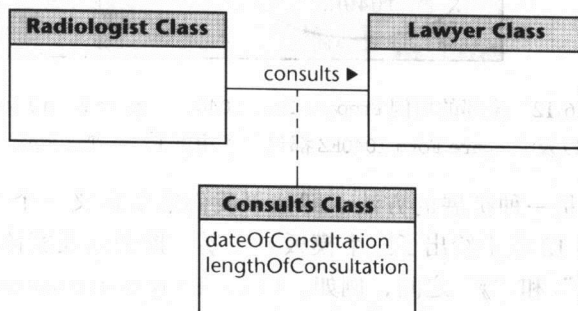 Radiologist Class
Lawyer Class
consults ▶
Consults Class
dateOfConsultation
lengthOfConsultation